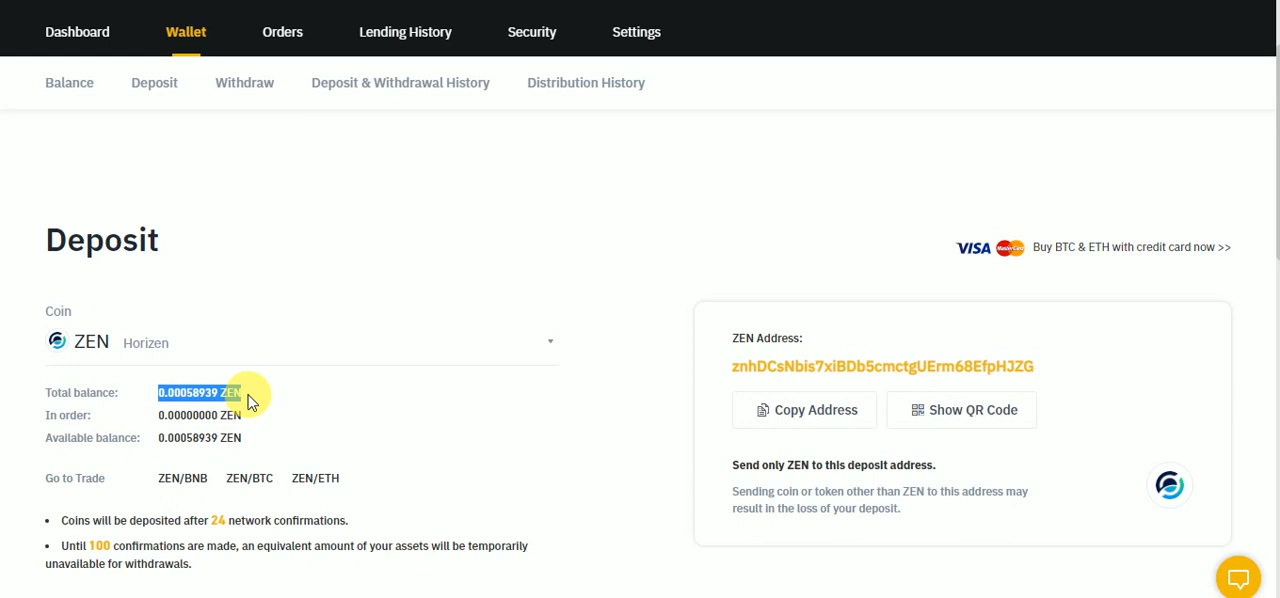 Dashboard Wallet Orders Lending History Security Settings
Balance Deposit Withdraw Deposit & Withdrawal History Distribution History
Deposit
VISA MasterCard Buy BTC & ETH with credit card now >>
Coin
ZEN Horizen
Total balance: 0.00058939 ZEN
In order: 0.00000000 ZEN
Available balance: 0.00058939 ZEN
Go to Trade ZEN/BNB ZEN/BTC ZEN/ETH
• Coins will be deposited after 24 network confirmations.
• Until 100 confirmations are made, an equivalent amount of your assets will be temporarily
unavailable for withdrawals.
ZEN Address:
znhDCsNbis7xiBDb5cmctgUErm68EfpHJZG
Copy Address Show QR Code
Send only ZEN to this deposit address.
Sending coin or token other than ZEN to this address may
result in the loss of your deposit.